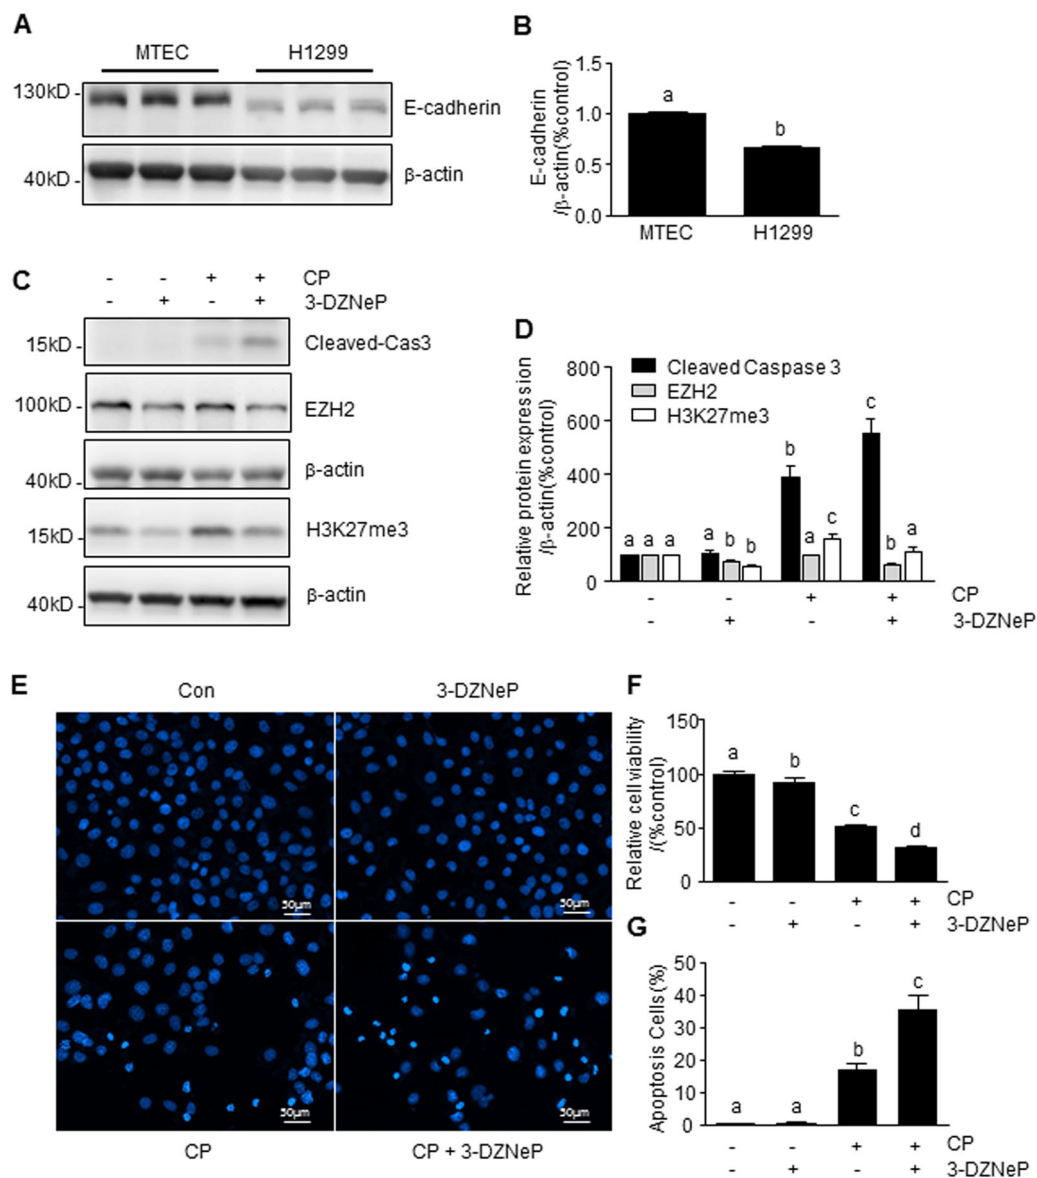 A
MTEC H1299
130kD
E-cadherin
40kD
β-actin
B
E-cadherin
/β-actin(%control)
1.5
1.0
0.5
0.0
a
b
MTEC H1299
C
- - + + CP
- + - + 3-DZNeP
15kD
Cleaved-Cas3
100kD
EZH2
40kD
β-actin
15kD
H3K27me3
40kD
β-actin
D
Relative protein expression
/β-actin(%control)
800
600
400
200
0
Cleaved Caspase 3
EZH2
H3K27me3
a a a
a b b
b a c
c b a
- - + + CP
- + - + 3-DZNeP
E
Con 3-DZNeP
50μm 50μm
50μm 50μm
CP CP + 3-DZNeP
F
Relative cell viability
/(%control)
150
100
50
0
a b c d
- - + + CP
- + - + 3-DZNeP
G
Apoptosis Cells(%)
50
40
30
20
10
0
a a b c
- - + + CP
- + - + 3-DZNeP